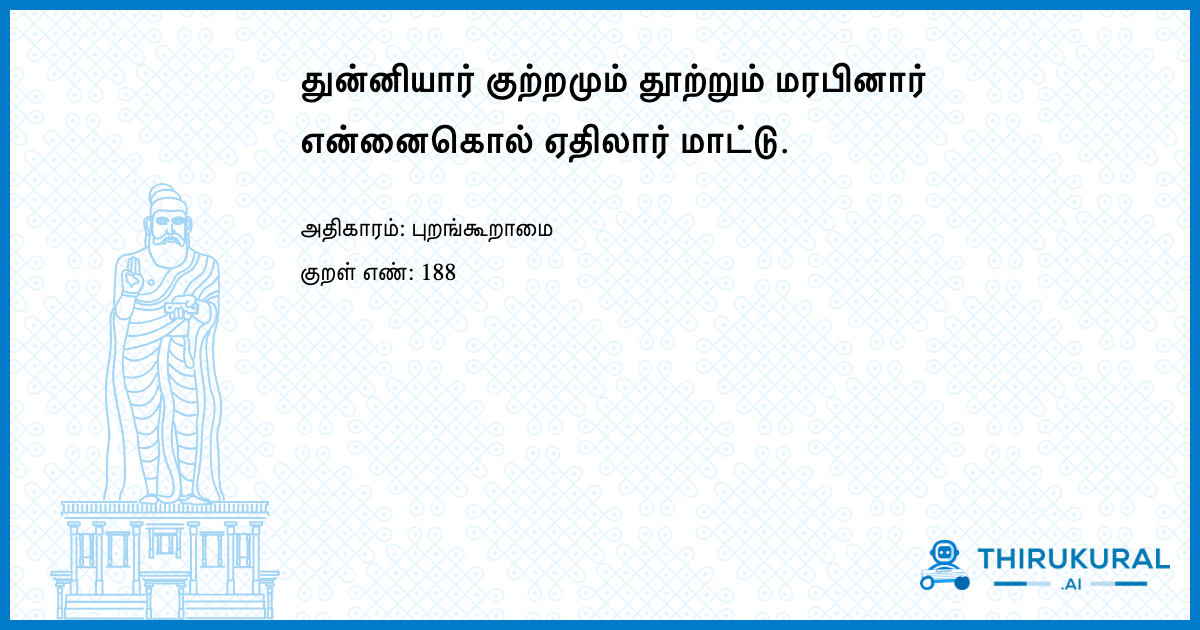 துன்னியார் குற்றமும் தூற்றும் மரபினார்
என்னைகொல் ஏதிலார் மாட்டு.
அதிகாரம்: புறங்கூறாமை
குறள் எண்: 188
THIRUKURAL
.AI